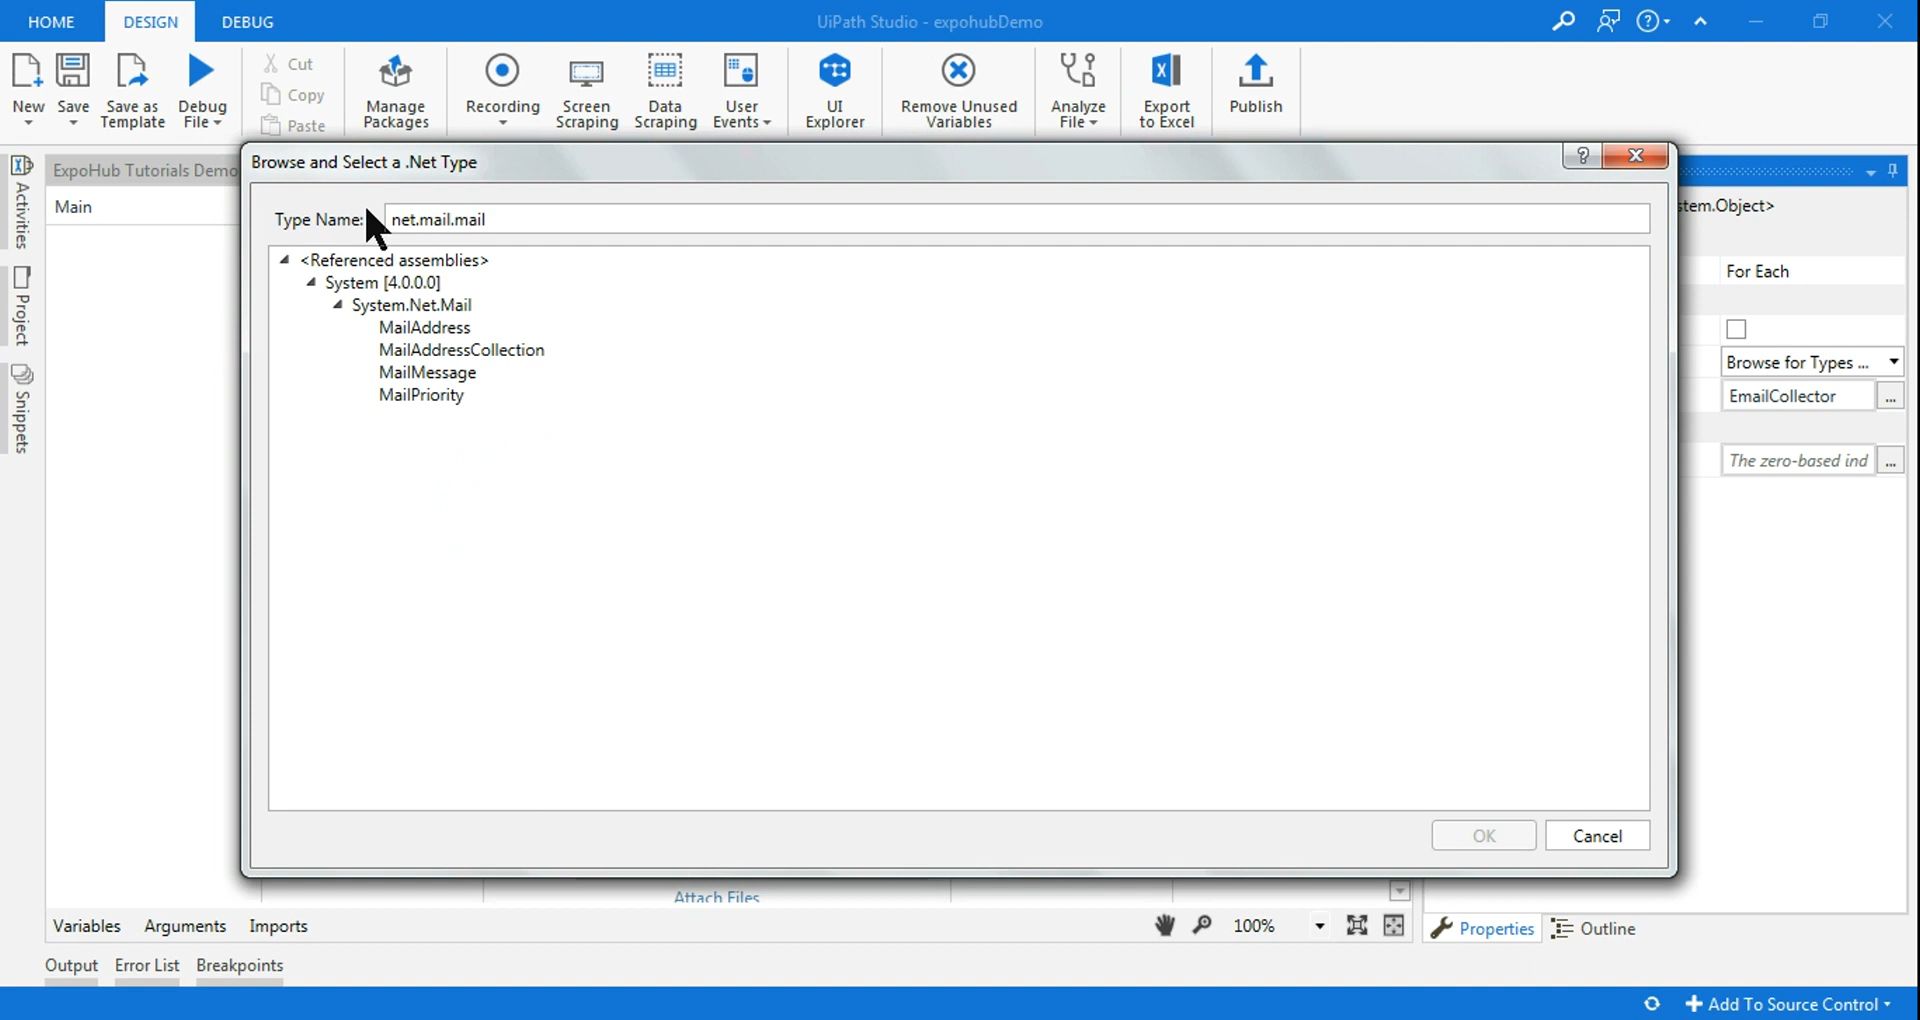 HOME DESIGN DEBUG UiPath Studio - expohubDemo
New Save Save as Template Debug File Cut Copy Paste Manage Packages Recording Screen Scraping Data Scraping User Events UI Explorer Remove Unused Variables Analyze File Export to Excel Publish
Browse and Select a .Net Type ?
ExpoHub Tutorials Demo
Main
Activities
Project
Snippets
Type Name: net.mail.mail
<Referenced assemblies>
System [4.0.0.0]
System.Net.Mail
MailAddress
MailAddressCollection
MailMessage
MailPriority
OK Cancel
stem.Object>
For Each
Browse for Types ...
EmailCollector ...
The zero-based ind ...
Attach Files
Variables Arguments Imports 100% Properties Outline
Output Error List Breakpoints
Add To Source Control